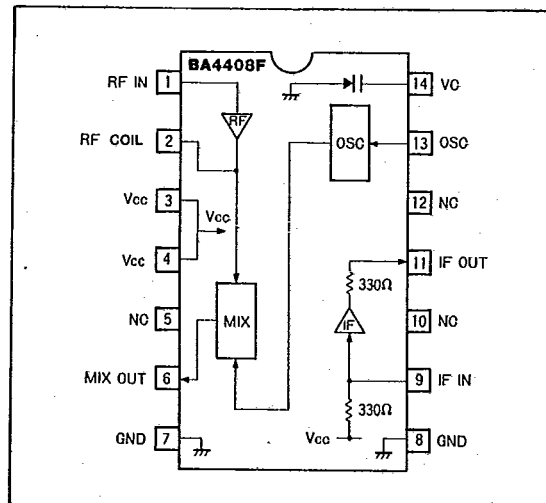 BA4408F
RF IN 1
RF COIL 2
Vcc 3
Vcc 4
NC 5
MIX OUT 6
GND 7
14 VC
13 OSC
12 NC
11 IF OUT
10 NC
9 IF IN
8 GND
RF
OSC
Vcc
MIX
330Ω
IF
330Ω
Vcc